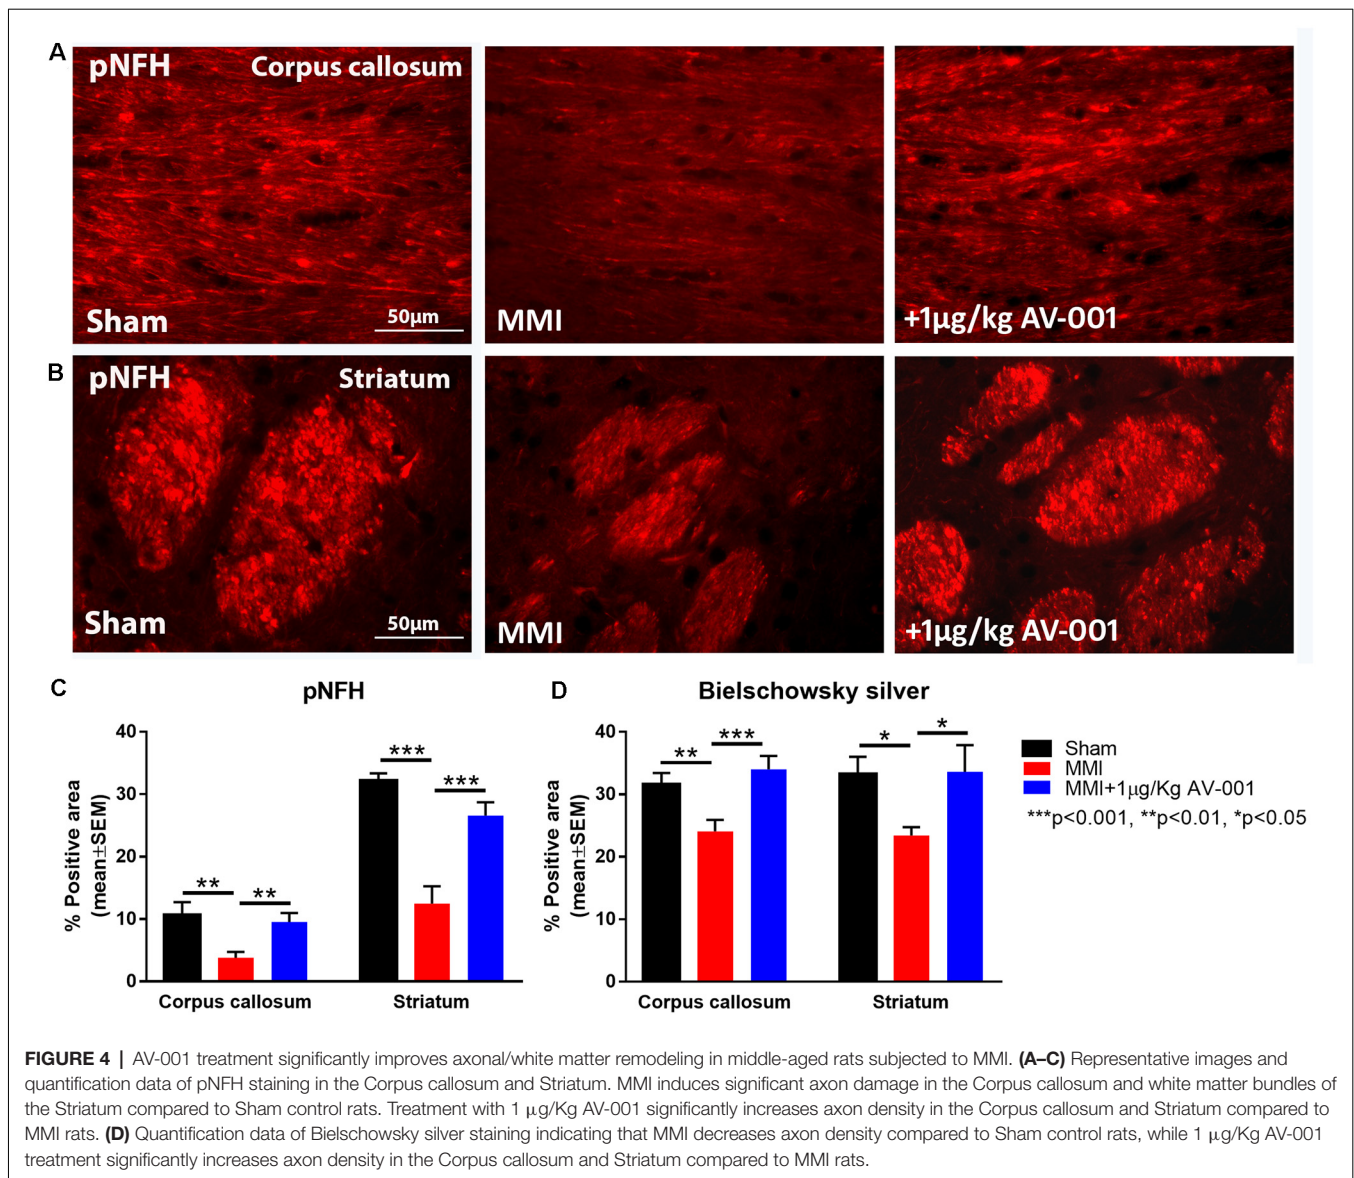 A
pNFH Corpus callosum
Sham 50µm
MMI
+1µg/kg AV-001
B
pNFH Striatum
Sham 50µm
MMI
+1µg/kg AV-001
C
pNFH
% Positive area
(mean±SEM)
40
30
20
10
0
***
***
**
**
Corpus callosum Striatum
D
Bielschowsky silver
% Positive area
(mean±SEM)
40
30
20
10
0
**
***
*
*
Corpus callosum Striatum
Sham
MMI
MMI+1µg/Kg AV-001
***p<0.001, **p<0.01, *p<0.05
FIGURE 4 | AV-001 treatment significantly improves axonal/white matter remodeling in middle-aged rats subjected to MMI. (A–C) Representative images and
quantification data of pNFH staining in the Corpus callosum and Striatum. MMI induces significant axon damage in the Corpus callosum and white matter bundles of
the Striatum compared to Sham control rats. Treatment with 1 µg/Kg AV-001 significantly increases axon density in the Corpus callosum and Striatum compared to
MMI rats. (D) Quantification data of Bielschowsky silver staining indicating that MMI decreases axon density compared to Sham control rats, while 1 µg/Kg AV-001
treatment significantly increases axon density in the Corpus callosum and Striatum compared to MMI rats.